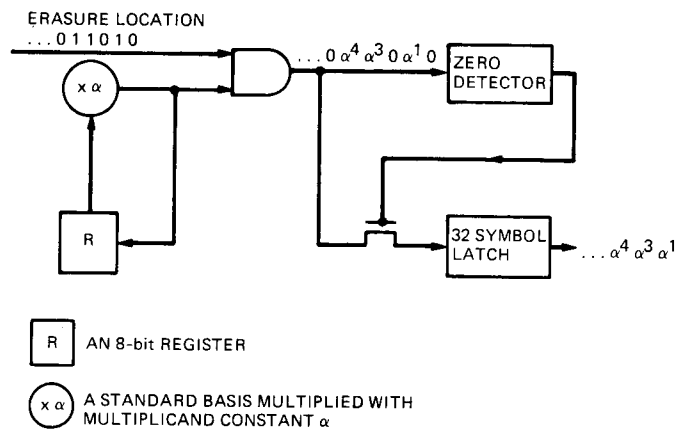 ERASURE LOCATION
...011010
x α
...0 α⁴ α³ 0 α¹ 0
ZERO
DETECTOR
R
32 SYMBOL
LATCH
... α⁴ α³ α¹
R
AN 8-bit REGISTER
x α
A STANDARD BASIS MULTIPLIED WITH
MULTIPLICAND CONSTANT α